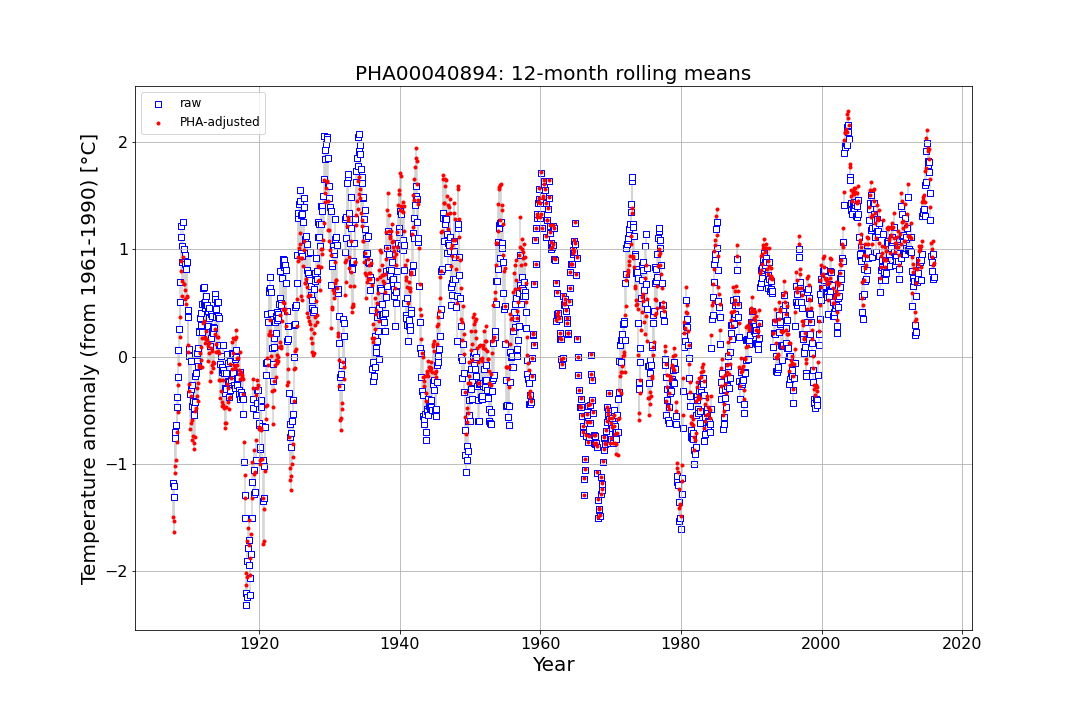 PHA00040894: 12-month rolling means
raw
PHA-adjusted
Temperature anomaly (from 1961-1990) [°C]
2
1
0
−1
−2
1920
1940
1960
1980
2000
2020
Year